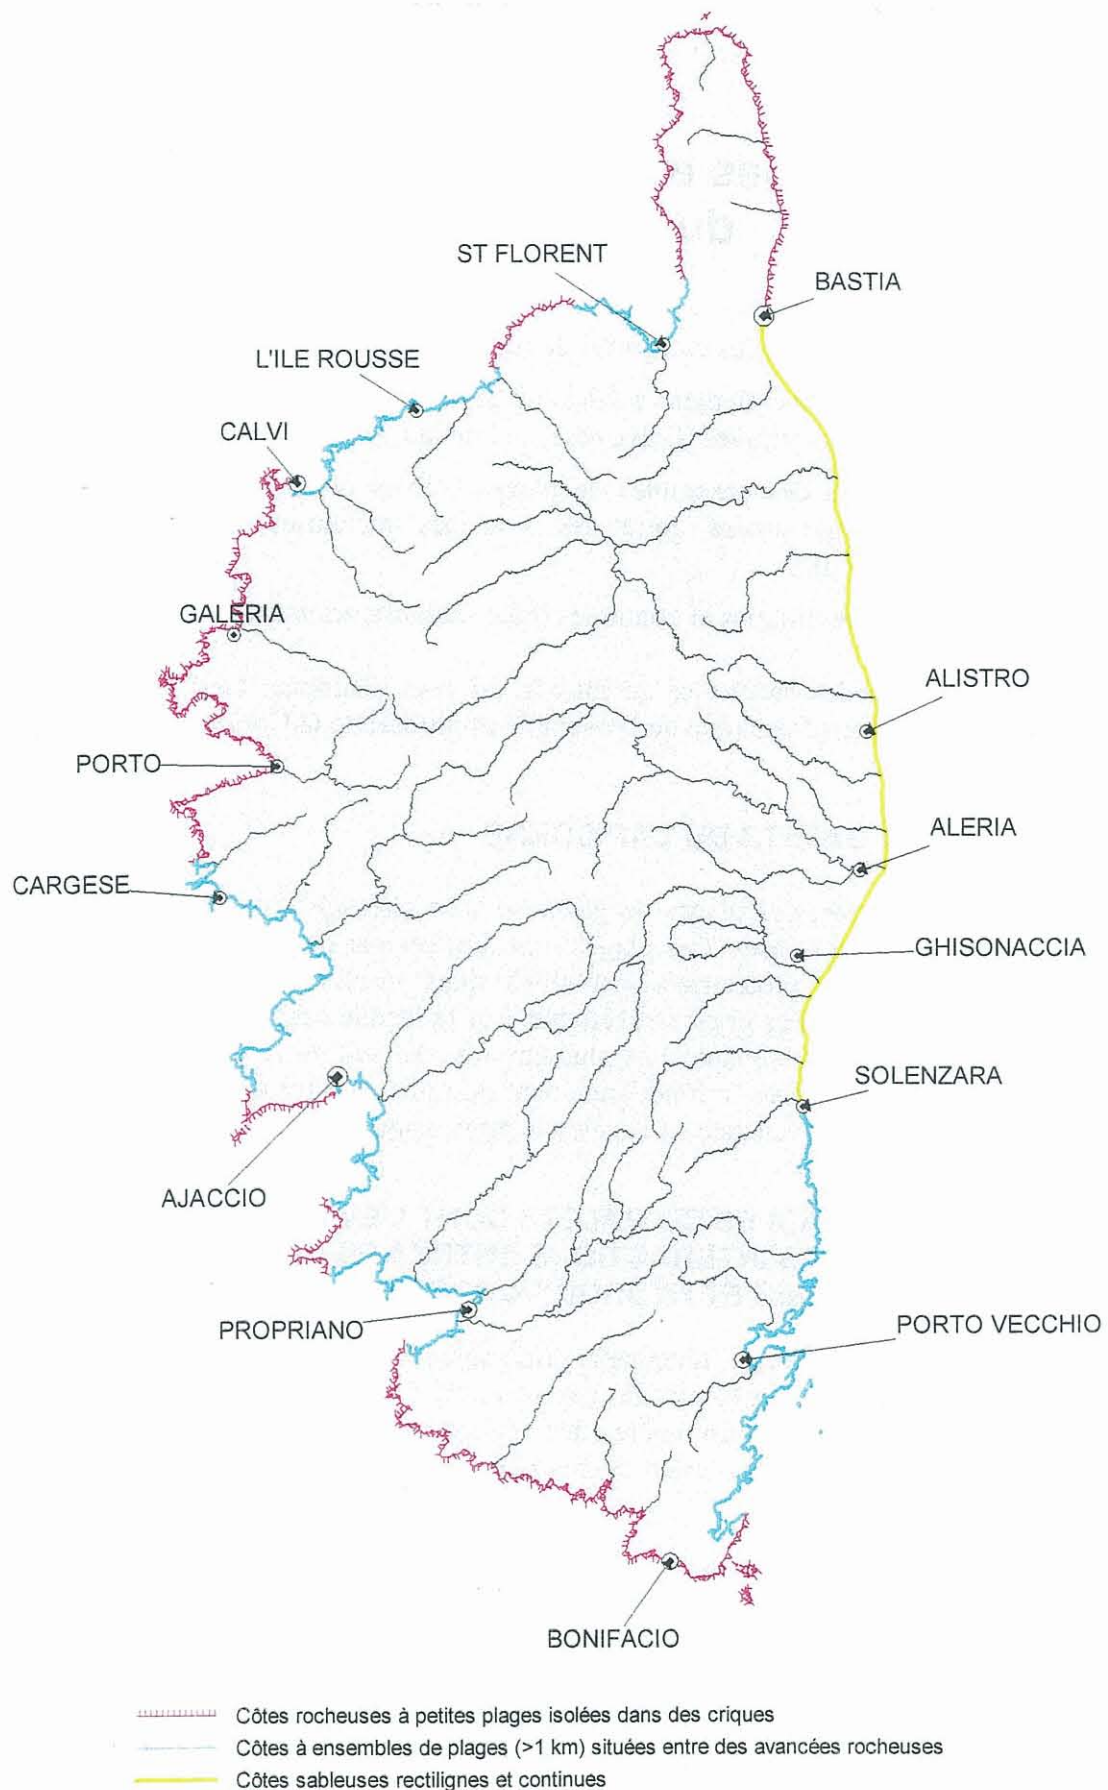 ST FLORENT
BASTIA
L'ILE ROUSSE
CALVI
GALERIA
ALISTRO
PORTO
ALERIA
CARGESE
GHISONACCIA
SOLENZARA
AJACCIO
PROPRIANO
PORTO VECCHIO
BONIFACIO
Côtes rocheuses à petites plages isolées dans des criques
Côtes à ensembles de plages (>1 km) situées entre des avancées rocheuses
Côtes sableuses rectilignes et continues